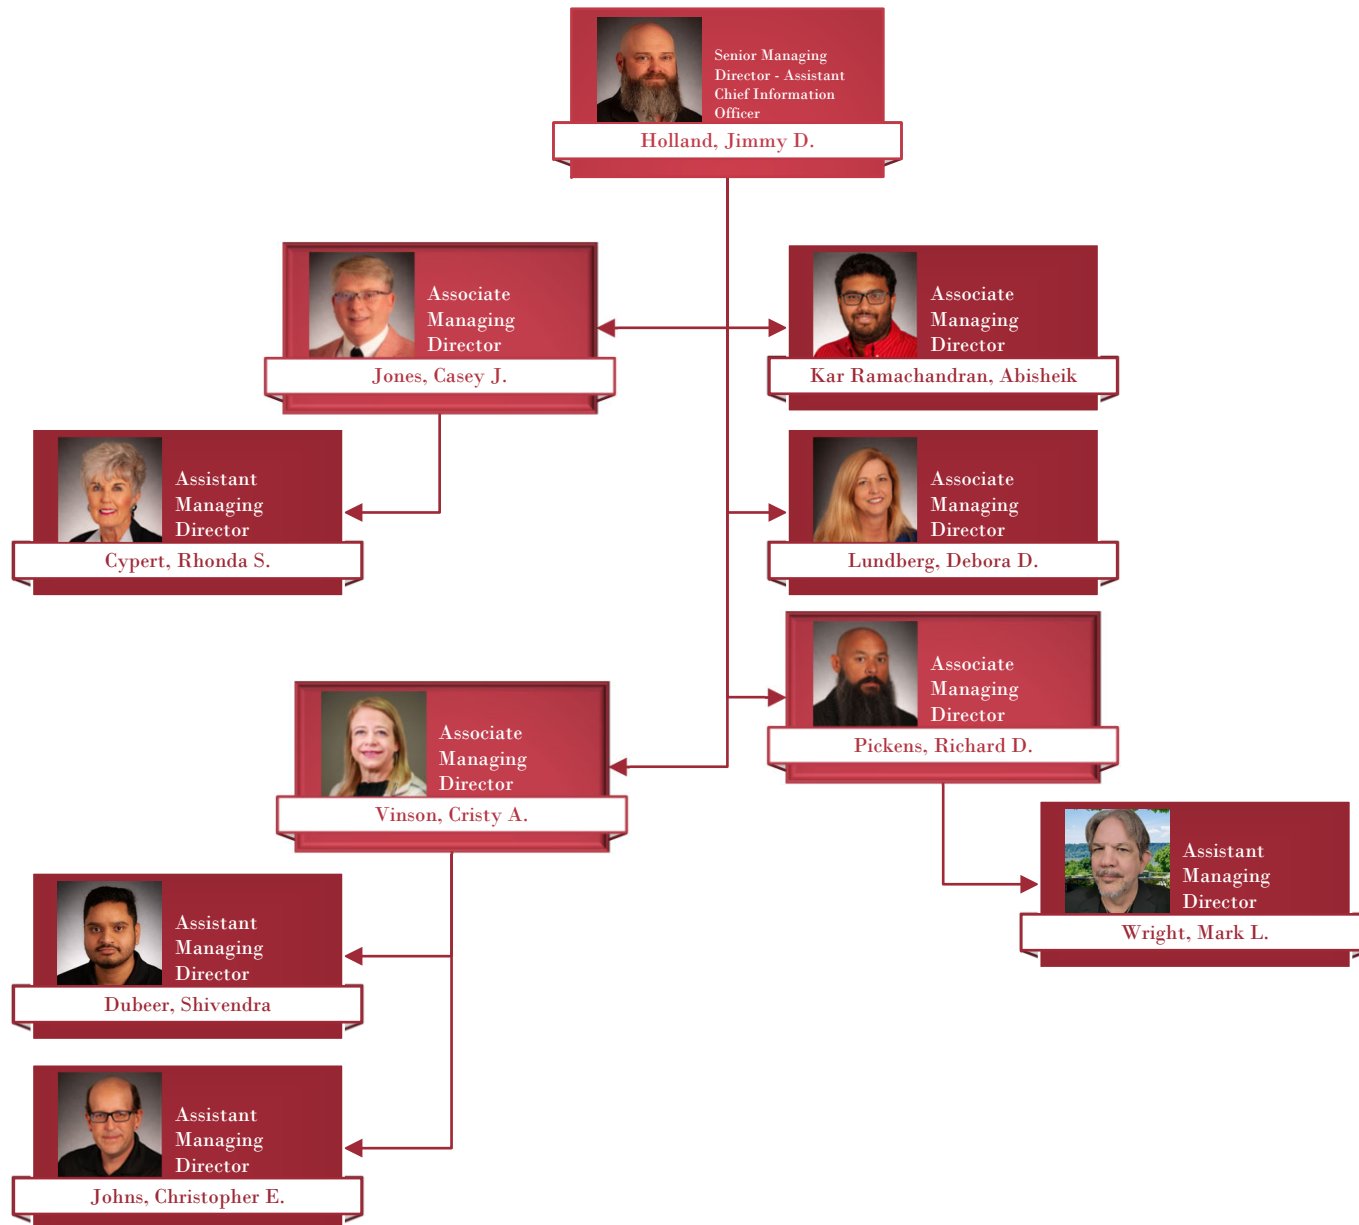 Senior Managing
Director - Assistant
Chief Information
Officer
Holland, Jimmy D.
Associate
Managing
Director
Jones, Casey J.
Associate
Managing
Director
Kar Ramachandran, Abisheik
Assistant
Managing
Director
Cypert, Rhonda S.
Associate
Managing
Director
Lundberg, Debora D.
Associate
Managing
Director
Pickens, Richard D.
Associate
Managing
Director
Vinson, Cristy A.
Assistant
Managing
Director
Wright, Mark L.
Assistant
Managing
Director
Dubeer, Shivendra
Assistant
Managing
Director
Johns, Christopher E.